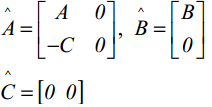 Â = [ A 0 ; −C 0 ], B̂ = [ B ; 0 ]
Ĉ = [0 0]